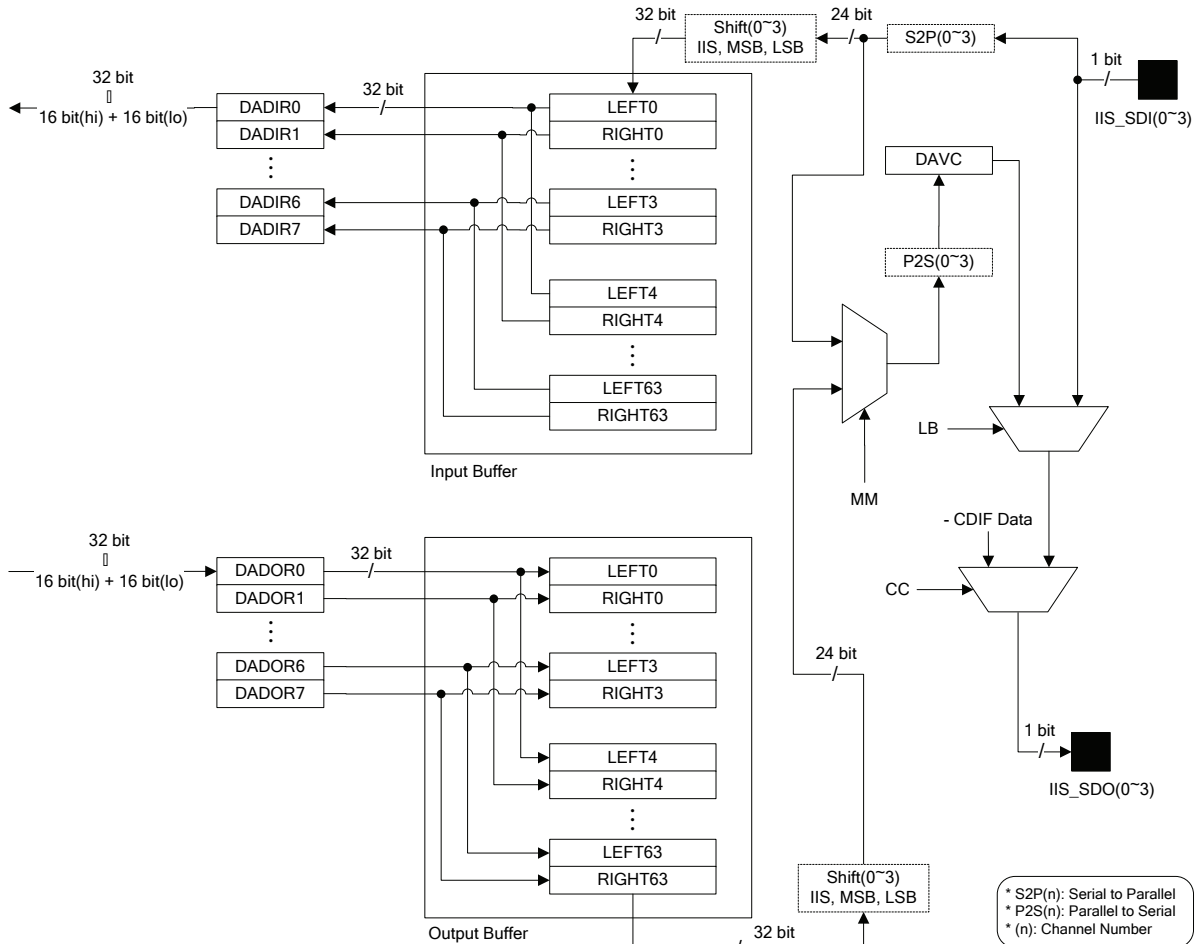 32 bit
24 bit
Shift(0~3)
IIS, MSB, LSB
S2P(0~3)
1 bit
IIS_SDI(0~3)
32 bit
16 bit(hi) + 16 bit(lo)
32 bit
DADIR0
DADIR1
DADIR6
DADIR7
LEFT0
RIGHT0
LEFT3
RIGHT3
LEFT4
RIGHT4
LEFT63
RIGHT63
Input Buffer
DAVC
P2S(0~3)
MM
LB
- CDIF Data
CC
32 bit
16 bit(hi) + 16 bit(lo)
32 bit
DADOR0
DADOR1
DADOR6
DADOR7
LEFT0
RIGHT0
LEFT3
RIGHT3
LEFT4
RIGHT4
LEFT63
RIGHT63
Output Buffer
24 bit
1 bit
IIS_SDO(0~3)
Shift(0~3)
IIS, MSB, LSB
32 bit
* S2P(n): Serial to Parallel
* P2S(n): Parallel to Serial
* (n): Channel Number